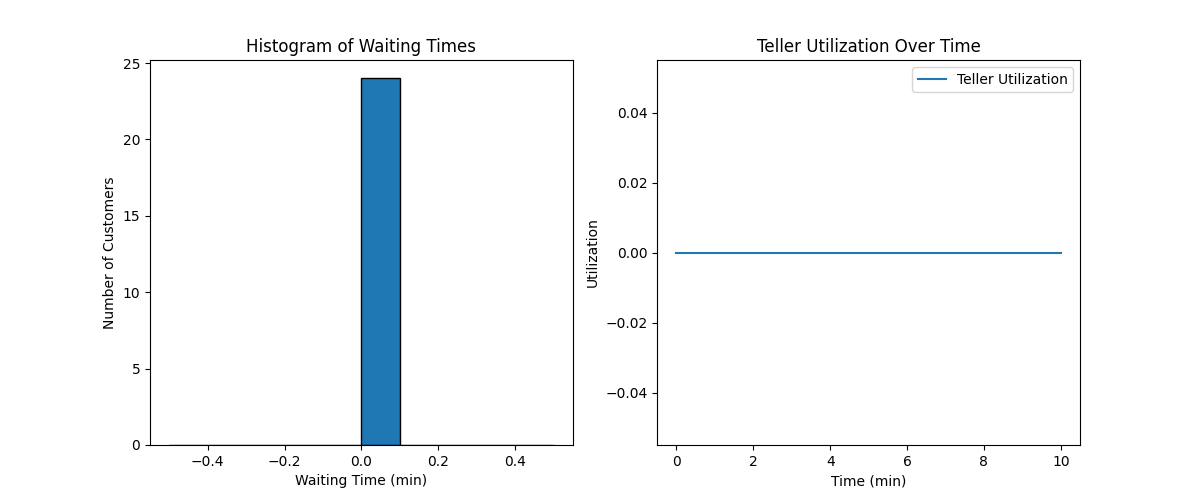 Histogram of Waiting Times
25
20
15
10
5
0
Number of Customers
−0.4 −0.2 0.0 0.2 0.4
Waiting Time (min)
Teller Utilization Over Time
Teller Utilization
0.04
0.02
0.00
−0.02
−0.04
Utilization
0 2 4 6 8 10
Time (min)